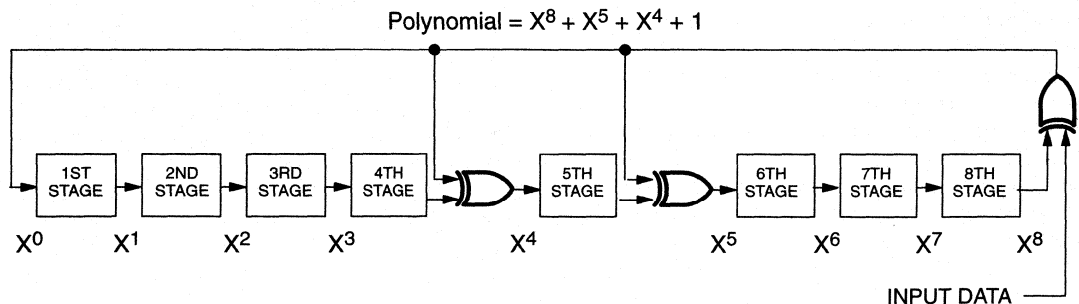 Polynomial = X⁸ + X⁵ + X⁴ + 1
1ST STAGE
2ND STAGE
3RD STAGE
4TH STAGE
5TH STAGE
6TH STAGE
7TH STAGE
8TH STAGE
X⁰ X¹ X² X³ X⁴ X⁵ X⁶ X⁷ X⁸
INPUT DATA